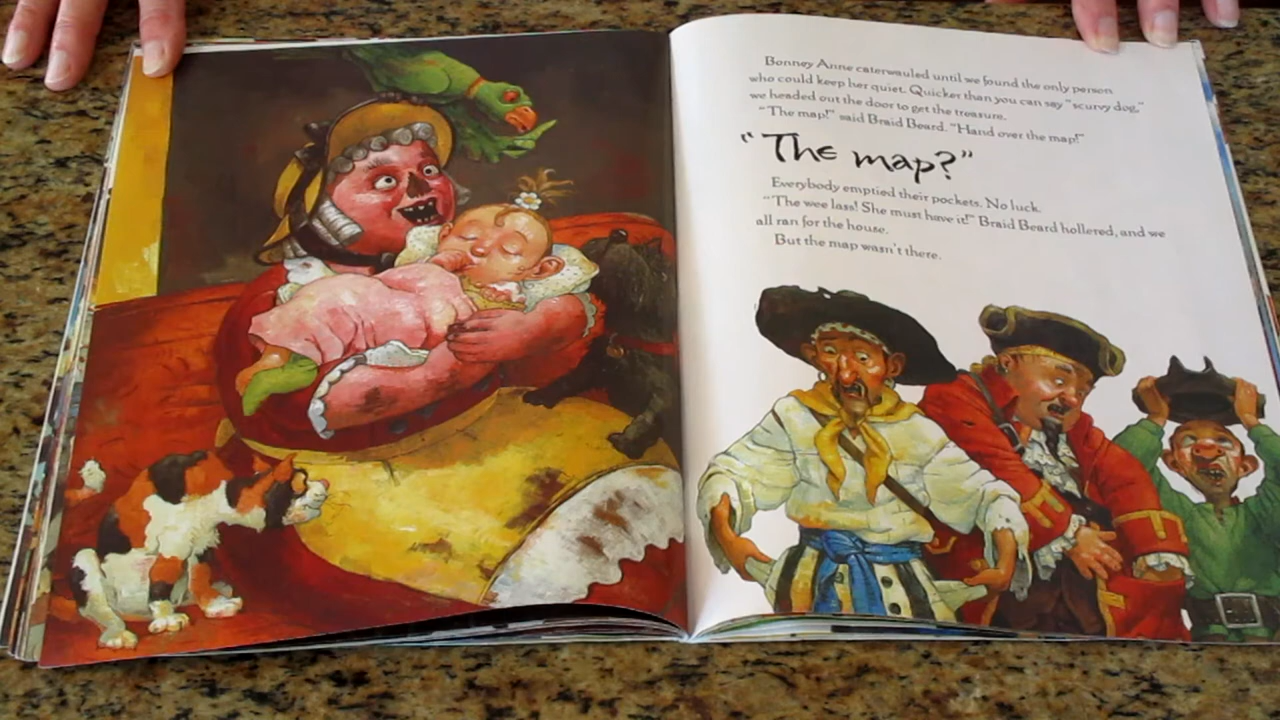 Bonney Anne caterwauled until we found the only person
who could keep her quiet. Quicker than you can say "scurvy dog,"
we headed out the door to get the treasure.
"The map!" said Braid Beard. "Hand over the map!"
"The map?"
Everybody emptied their pockets. No luck.
"The wee lass! She must have it!" Braid Beard hollered, and we
all ran for the house.
But the map wasn't there.